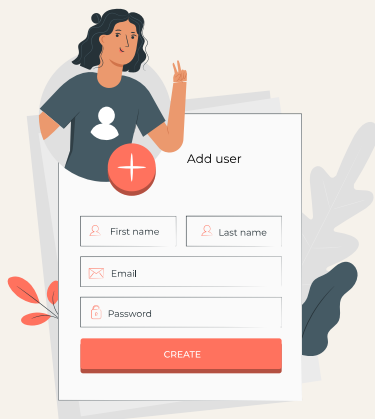 Add user
First name
Last name
Email
Password
CREATE